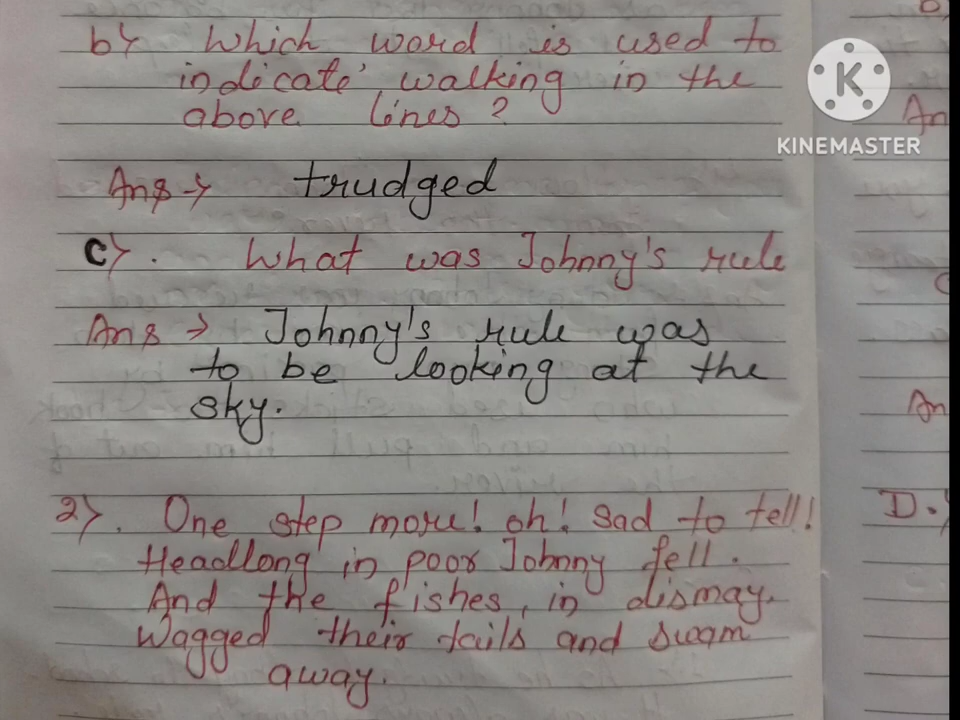 b) Which word is used to
indicate' walking in the
above lines?
KINEMASTER
An
Ans → trudged
c). What was Johnny's rule
Ans → Johnny's rule was
to be looking at the
sky.
An
2). One step more! oh! Sad to tell!
D.
Headlong in poor Johnny fell.
And the fishes, in dismay.
Wagged their tails and swam
away.